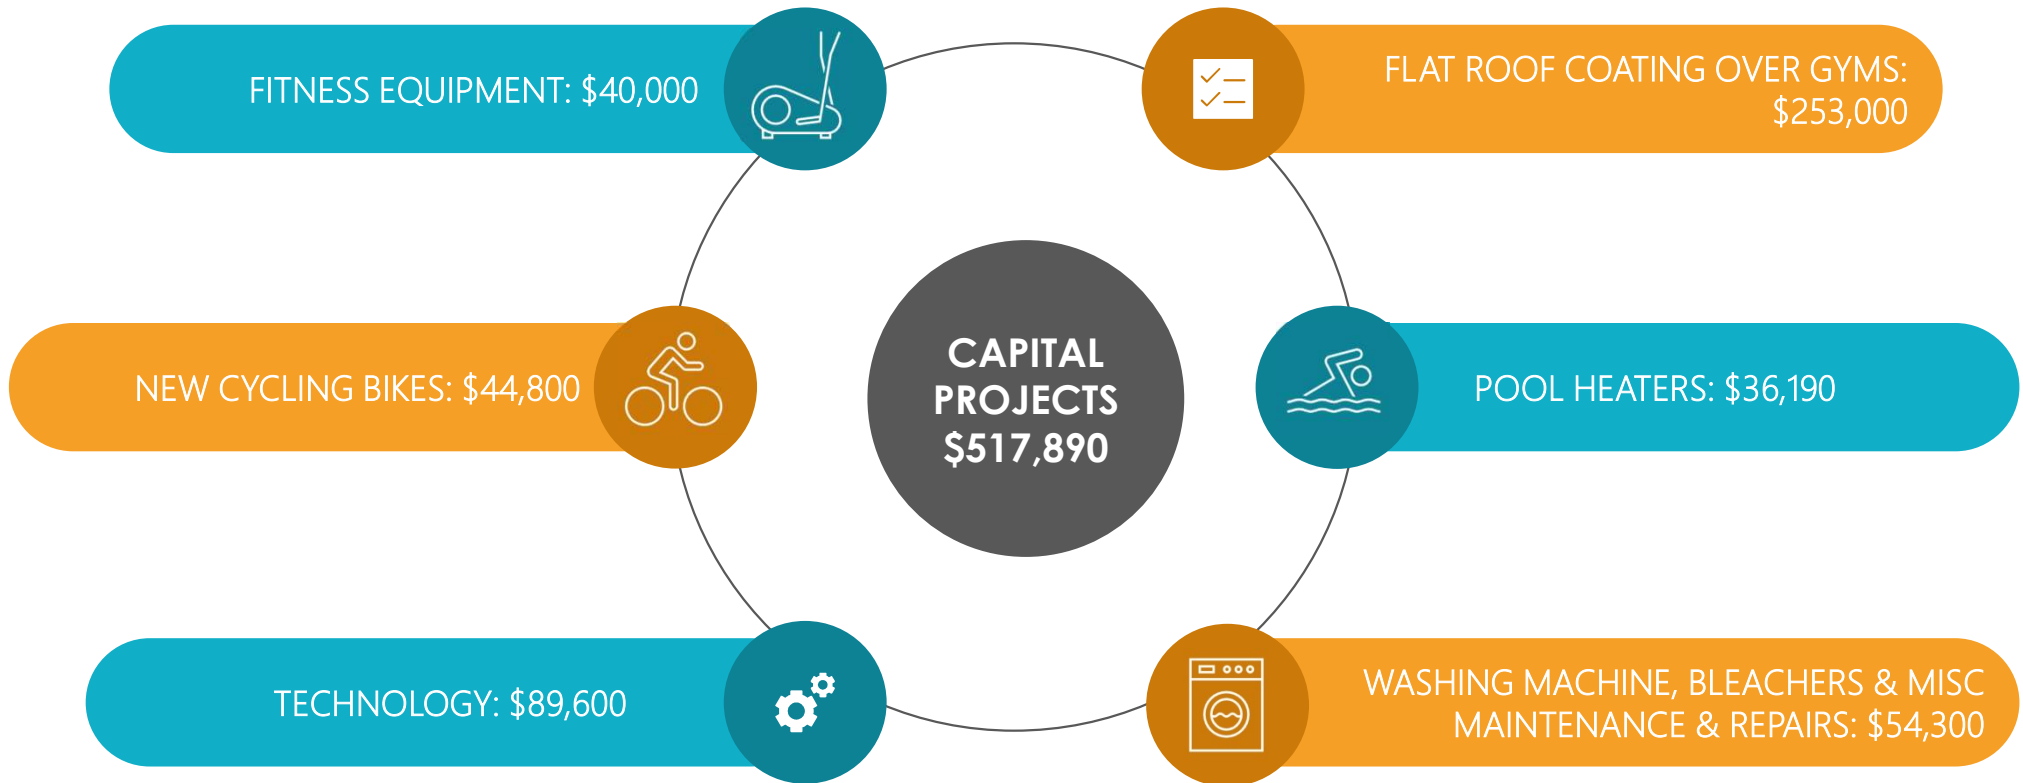 FITNESS EQUIPMENT: $40,000
FLAT ROOF COATING OVER GYMS:
$253,000
NEW CYCLING BIKES: $44,800
CAPITAL
PROJECTS
$517,890
POOL HEATERS: $36,190
TECHNOLOGY: $89,600
WASHING MACHINE, BLEACHERS & MISC
MAINTENANCE & REPAIRS: $54,300